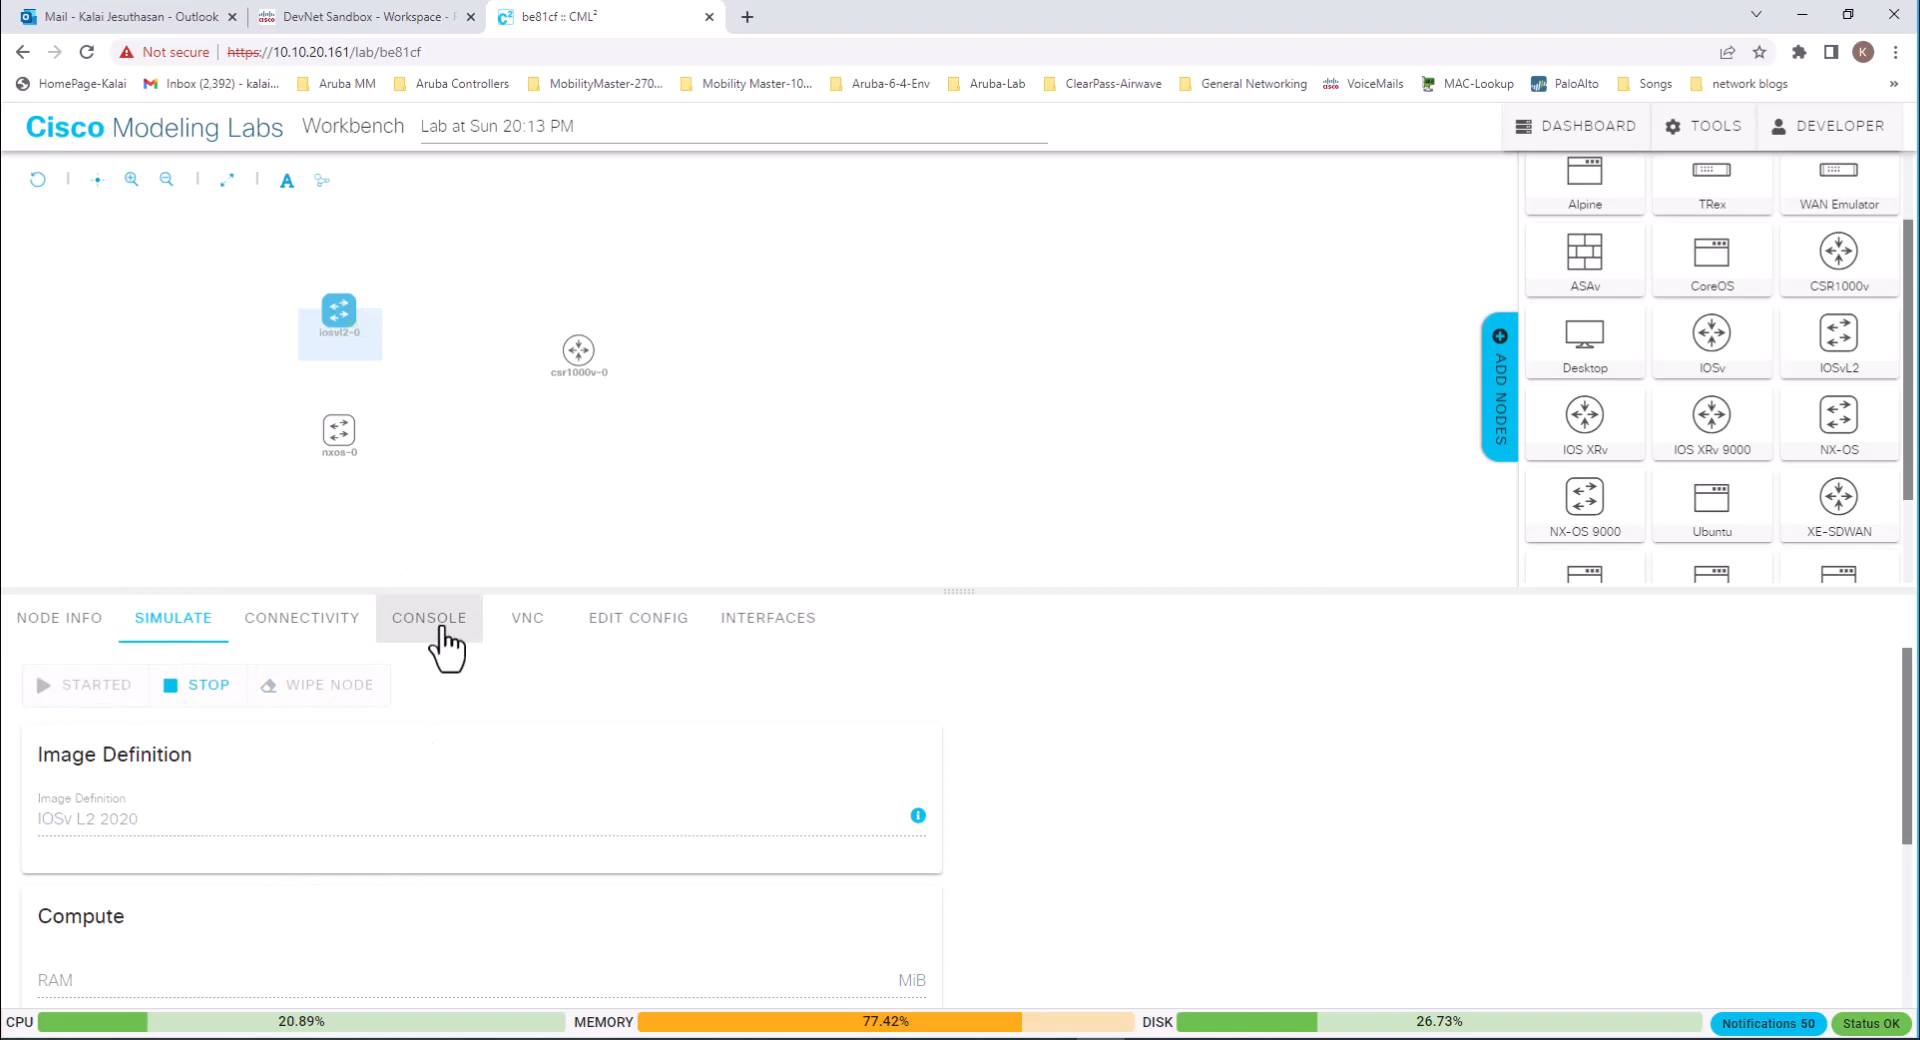 Mail - Kalai Jesuthasan - Outlook
DevNet Sandbox - Workspace -
be81cf :: CML²
Not secure
https://10.10.20.161/lab/be81cf
K
HomePage-Kalai
Inbox (2,392) - kalai...
Aruba MM
Aruba Controllers
MobilityMaster-270...
Mobility Master-10...
Aruba-6-4-Env
Aruba-Lab
ClearPass-Airwave
General Networking
VoiceMails
MAC-Lookup
PaloAlto
Songs
network blogs
»
Cisco Modeling Labs
Workbench
Lab at Sun 20:13 PM
DASHBOARD
TOOLS
DEVELOPER
A
Alpine
TRex
WAN Emulator
ASAv
CoreOS
CSR1000v
Desktop
IOSv
IOSvL2
IOS XRv
IOS XRv 9000
NX-OS
NX-OS 9000
Ubuntu
XE-SDWAN
ADD NODES
iosvl2-0
csr1000v-0
nxos-0
NODE INFO
SIMULATE
CONNECTIVITY
CONSOLE
VNC
EDIT CONFIG
INTERFACES
STARTED
STOP
WIPE NODE
Image Definition
Image Definition
IOSv L2 2020
Compute
RAM
MiB
CPU
20.89%
MEMORY
77.42%
DISK
26.73%
Notifications 50
Status OK